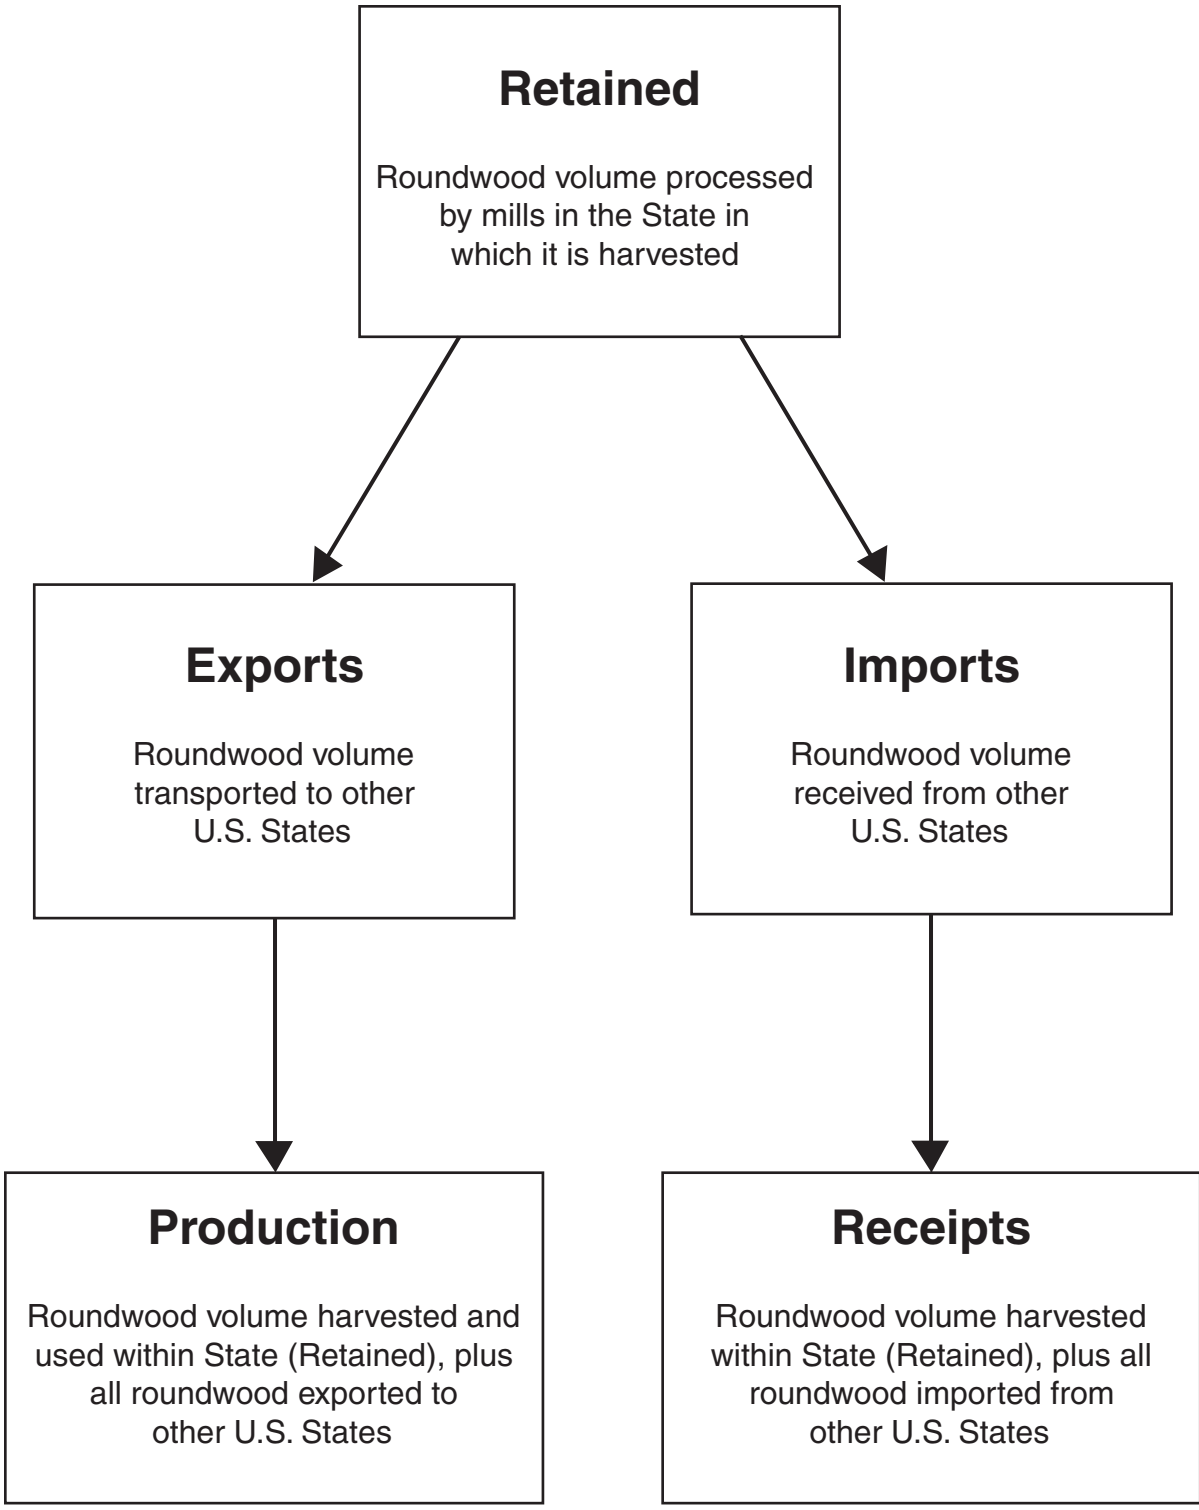 Retained
Roundwood volume processed
by mills in the State in
which it is harvested
Exports
Roundwood volume
transported to other
U.S. States
Imports
Roundwood volume
received from other
U.S. States
Production
Roundwood volume harvested and
used within State (Retained), plus
all roundwood exported to
other U.S. States
Receipts
Roundwood volume harvested
within State (Retained), plus all
roundwood imported from
other U.S. States